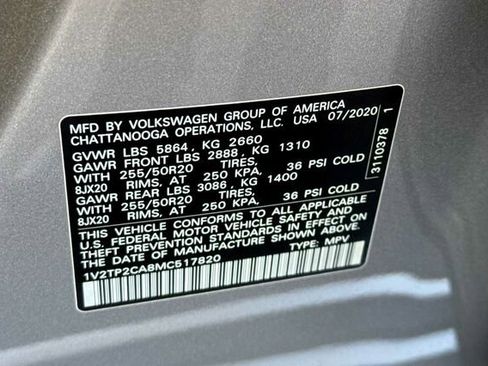 MFD BY VOLKSWAGEN GROUP OF AMERICA
CHATTANOOGA OPERATIONS, LLC. USA 07/2020
GVWR LBS 5864, KG 2660
GAWR FRONT LBS 2888, KG 1310
WITH 255/50R20 TIRES,
8JX20 RIMS, AT 250 KPA, 36 PSI COLD
GAWR REAR LBS 3086, KG 1400
WITH 255/50R20 TIRES,
8JX20 RIMS, AT 250 KPA, 36 PSI COLD
THIS VEHICLE CONFORMS TO ALL APPLICABLE
U.S. FEDERAL MOTOR VEHICLE SAFETY AND
THEFT PREVENTION STANDARDS IN EFFECT ON THE
DATE OF MANUFACTURE SHOWN ABOVE.
1V2TP2CA8MC517820 TYPE: MPV
3110378 1